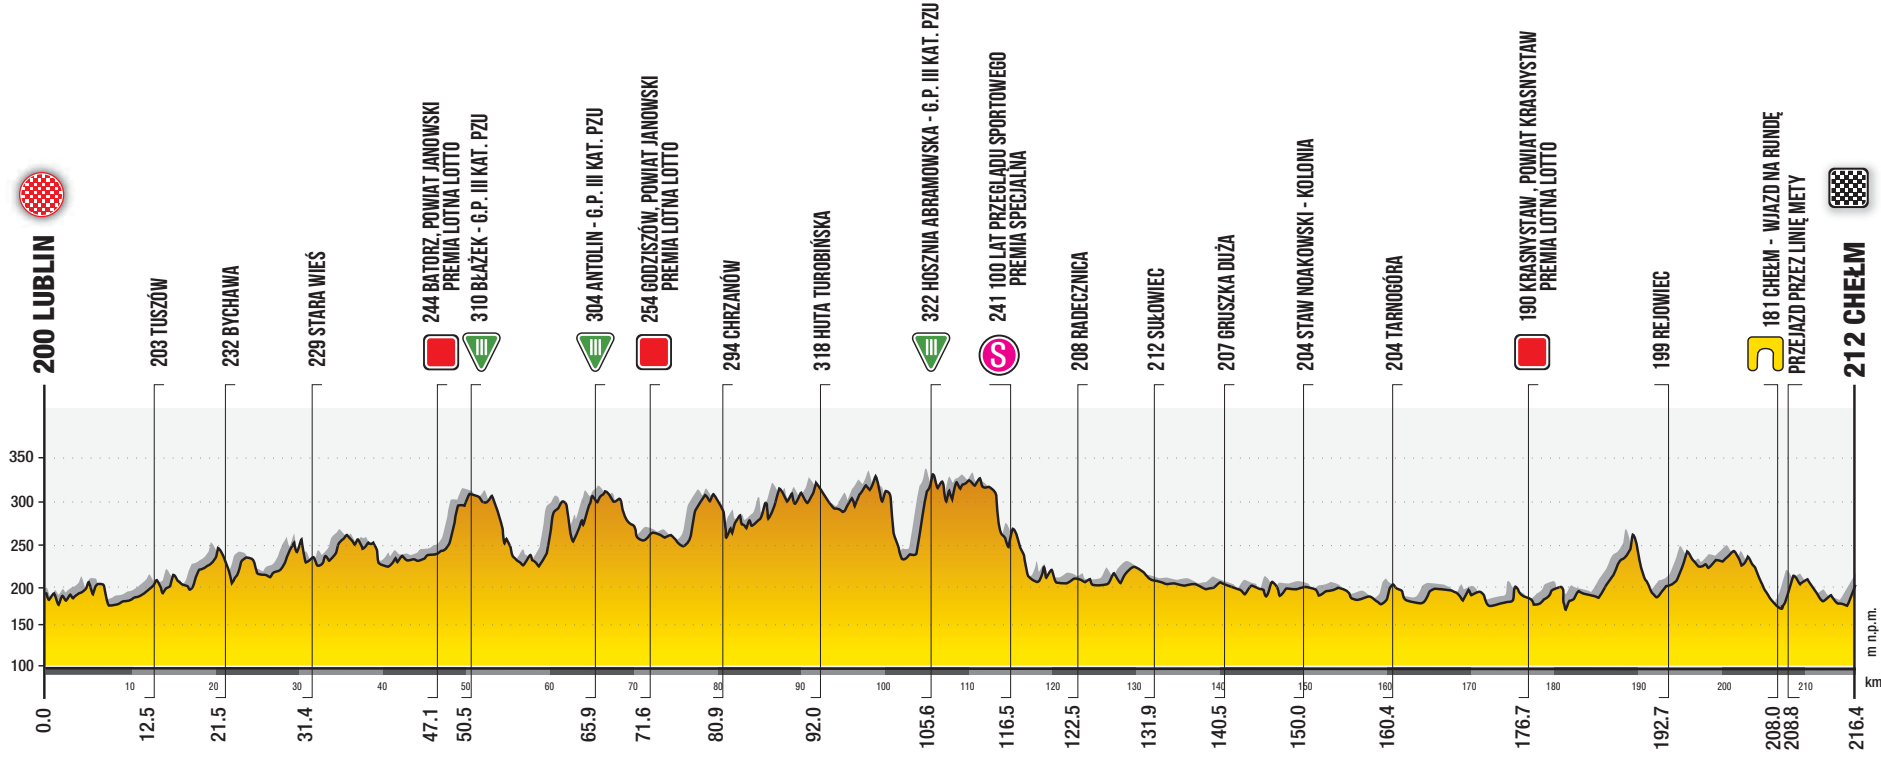 200 LUBLIN
203 TUSZÓW
232 BYCHAWA
229 STARA WIEŚ
244 BATORZ, POWIAT JANOWSKI
PREMIA LOTNA LOTTO
310 BŁAŻEK - G.P. III KAT. PZU
304 ANTOLIN - G.P. III KAT. PZU
254 GODZISZÓW, POWIAT JANOWSKI
PREMIA LOTNA LOTTO
294 CHRZANÓW
318 HUTA TUROBIŃSKA
322 HOSZNIA ABRAMOWSKA - G.P. III KAT. PZU
241 100 LAT PRZEGLĄDU SPORTOWEGO
PREMIA SPECJALNA
208 RADECZNICA
212 SUŁOWIEC
207 GRUSZKA DUŻA
204 STAW NOAKOWSKI - KOLONIA
204 TARNOGÓRA
190 KRASNYSTAW , POWIAT KRASNYSTAW
PREMIA LOTNA LOTTO
199 REJOWIEC
181 CHEŁM - WJAZD NA RUNDĘ
PRZEJAZD PRZEZ LINIĘ METY
212 CHEŁM
III
III
III
S
350
300
250
200
150
100
m n.p.m.
km
10 20 30 40 50 60 70 80 90 100 110 120 130 140 150 160 170 180 190 200 210
0.0 12.5 21.5 31.4 47.1 50.5 65.9 71.6 80.9 92.0 105.6 116.5 122.5 131.9 140.5 150.0 160.4 176.7 192.7 208.0 208.8 216.4